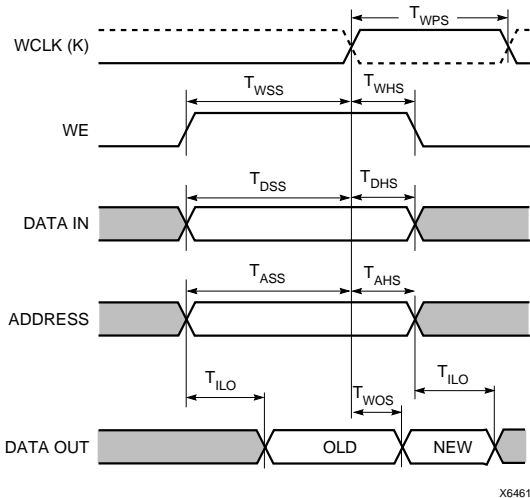 T_WPS
WCLK (K)
T_WSS T_WHS
WE
T_DSS T_DHS
DATA IN
T_ASS T_AHS
ADDRESS
T_ILO T_WOS T_ILO
DATA OUT OLD NEW
X6461